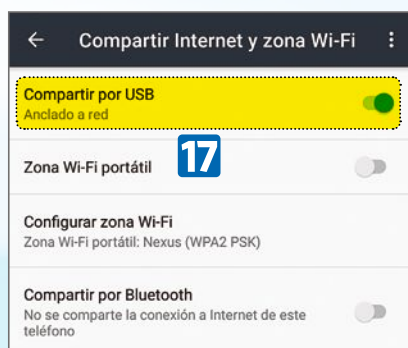 Compartir Internet y zona Wi-Fi
Compartir por USB
Anclado a red
17
Zona Wi-Fi portátil
Configurar zona Wi-Fi
Zona Wi-Fi portátil: Nexus (WPA2 PSK)
Compartir por Bluetooth
No se comparte la conexión a Internet de este
teléfono